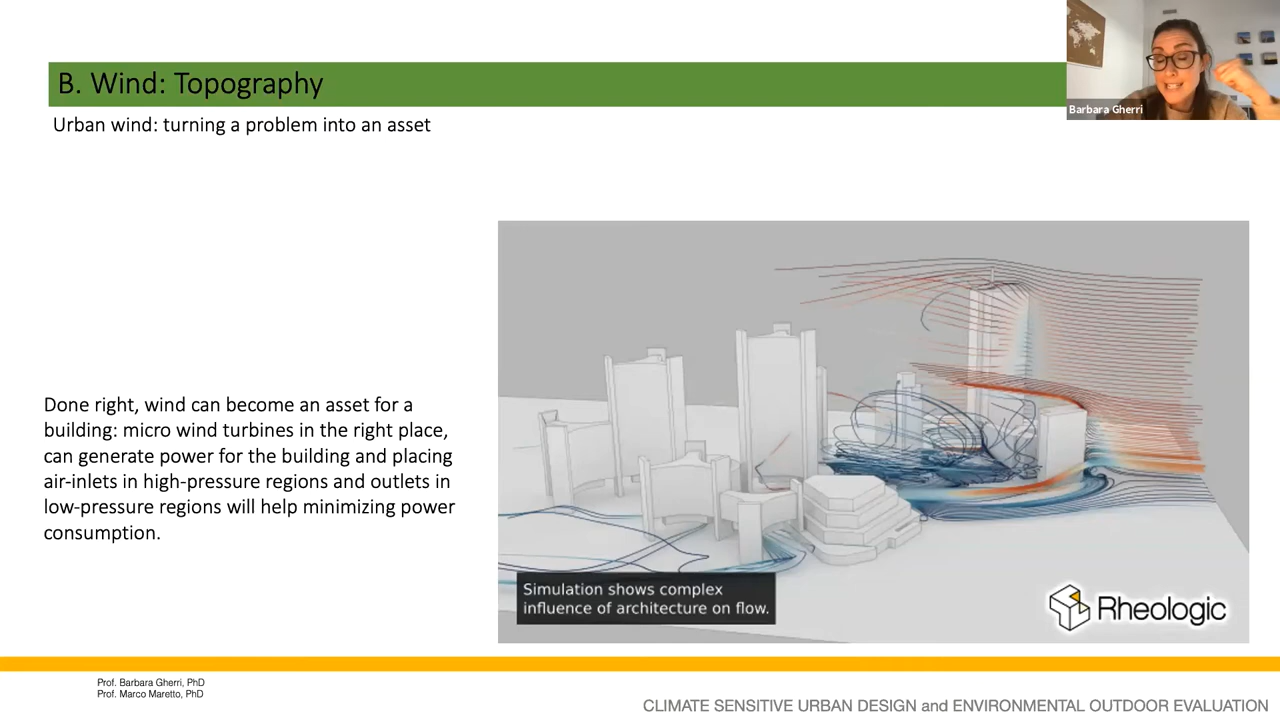 B. Wind: Topography
Barbara Gherri
Urban wind: turning a problem into an asset
Done right, wind can become an asset for a
building: micro wind turbines in the right place,
can generate power for the building and placing
air-inlets in high-pressure regions and outlets in
low-pressure regions will help minimizing power
consumption.
Simulation shows complex
influence of architecture on flow.
Rheologic
Prof. Barbara Gherri, PhD
Prof. Marco Maretto, PhD
CLIMATE SENSITIVE URBAN DESIGN and ENVIRONMENTAL OUTDOOR EVALUATION